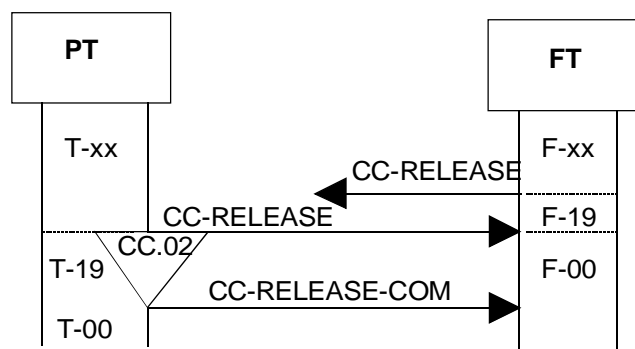 PT
FT
T-xx
F-xx
CC-RELEASE
CC-RELEASE
F-19
CC.02
T-19
F-00
CC-RELEASE-COM
T-00